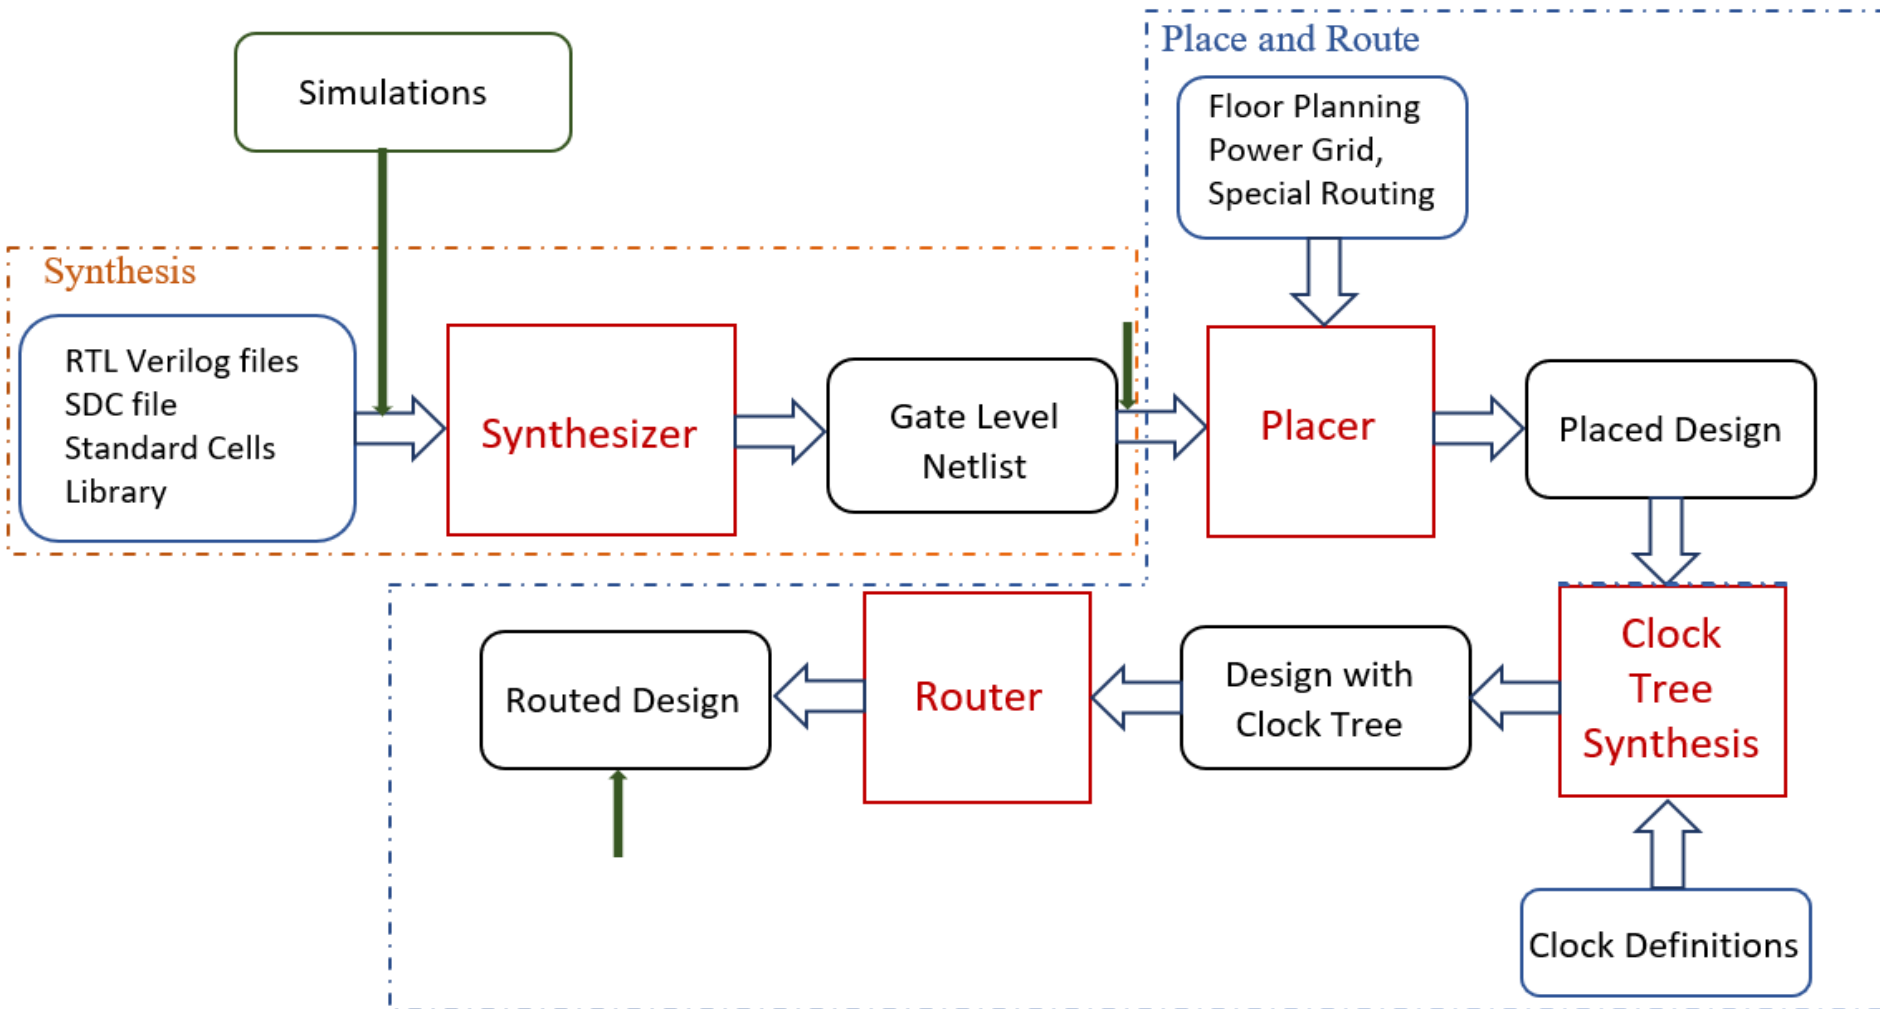 Place and Route
Simulations
Floor Planning
Power Grid,
Special Routing
Synthesis
RTL Verilog files
SDC file
Standard Cells
Library
Synthesizer
Gate Level
Netlist
Placer
Placed Design
Clock
Tree
Synthesis
Design with
Clock Tree
Router
Routed Design
Clock Definitions